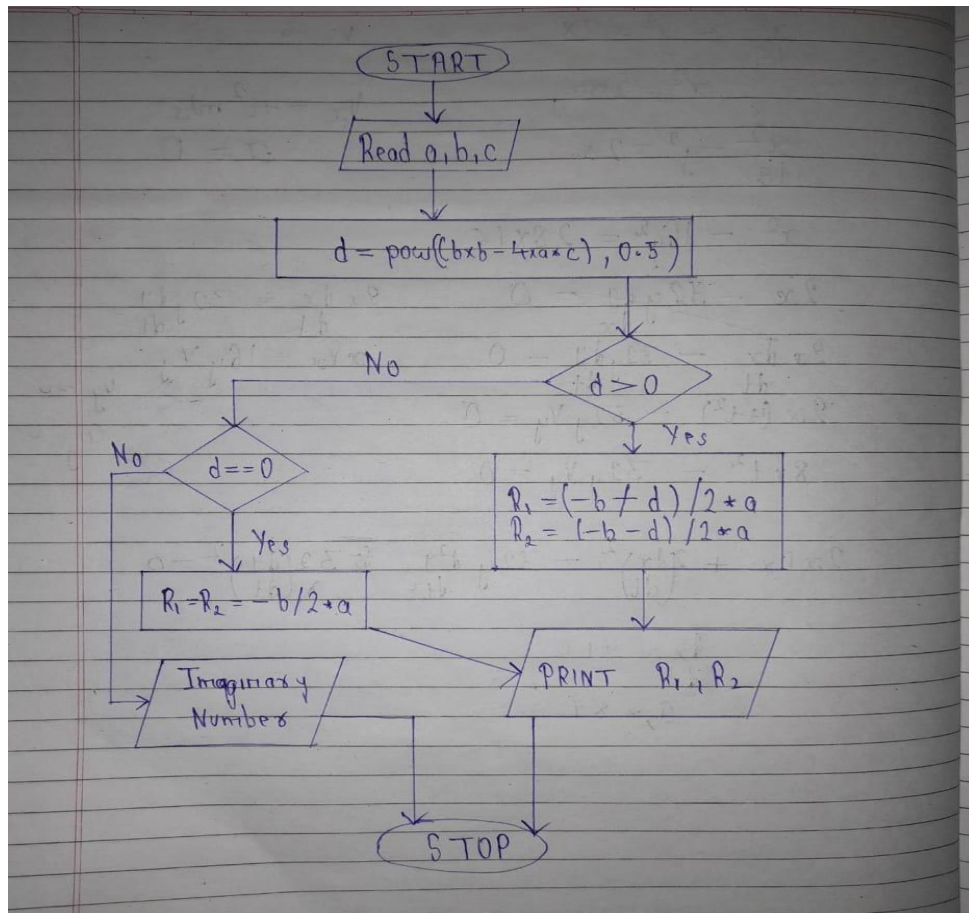 START
Read a, b, c
d = pow((b*b - 4*a*c), 0.5)
d > 0
No
Yes
d == 0
No
Yes
R₁ = (-b + d) / 2 * a
R₂ = (-b - d) / 2 * a
R₁ = R₂ = -b / 2 * a
PRINT R₁, R₂
Imaginary
Number
STOP